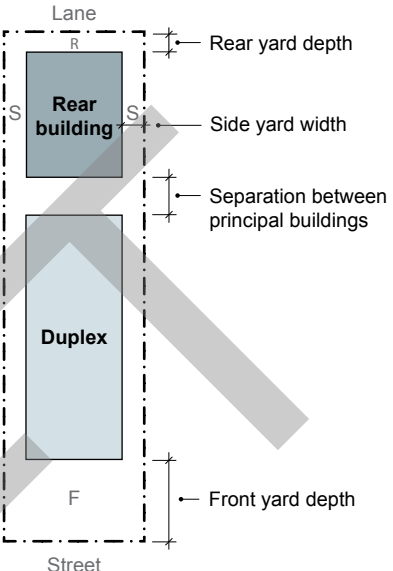 Lane
R
Rear yard depth
S
Rear
building
S
Side yard width
Separation between
principal buildings
Duplex
F
Front yard depth
Street